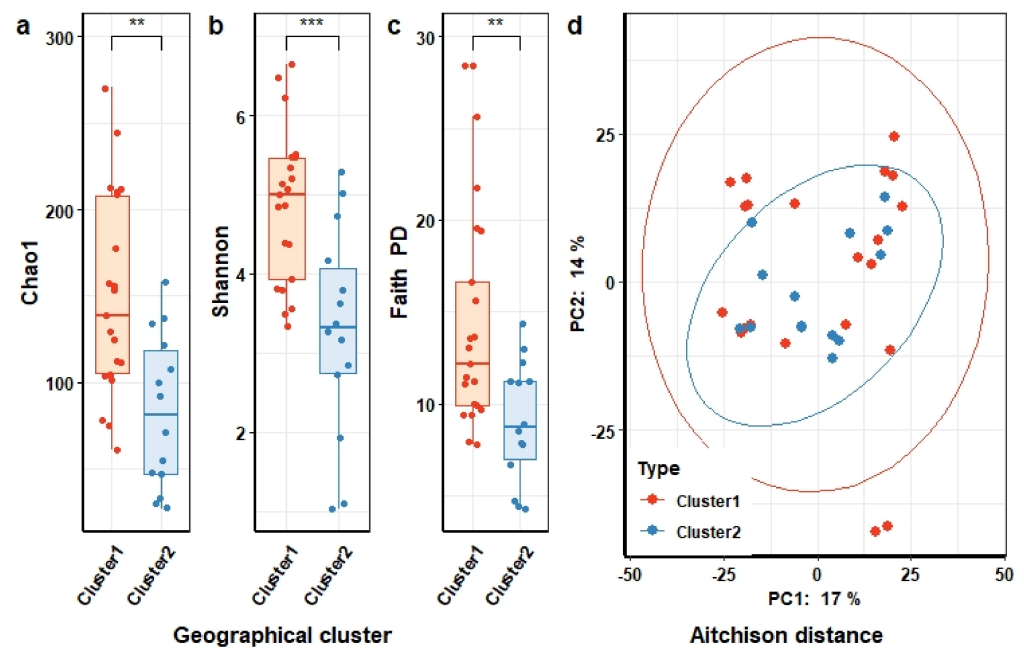 a
**
300
200
100
Chao1
Cluster1
Cluster2
b
***
6
4
2
Shannon
Cluster1
Cluster2
c
**
30
20
10
Faith PD
Cluster1
Cluster2
Geographical cluster
d
25
0
-25
PC2: 14 %
Type
Cluster1
Cluster2
-50 -25 0 25 50
PC1: 17 %
Aitchison distance